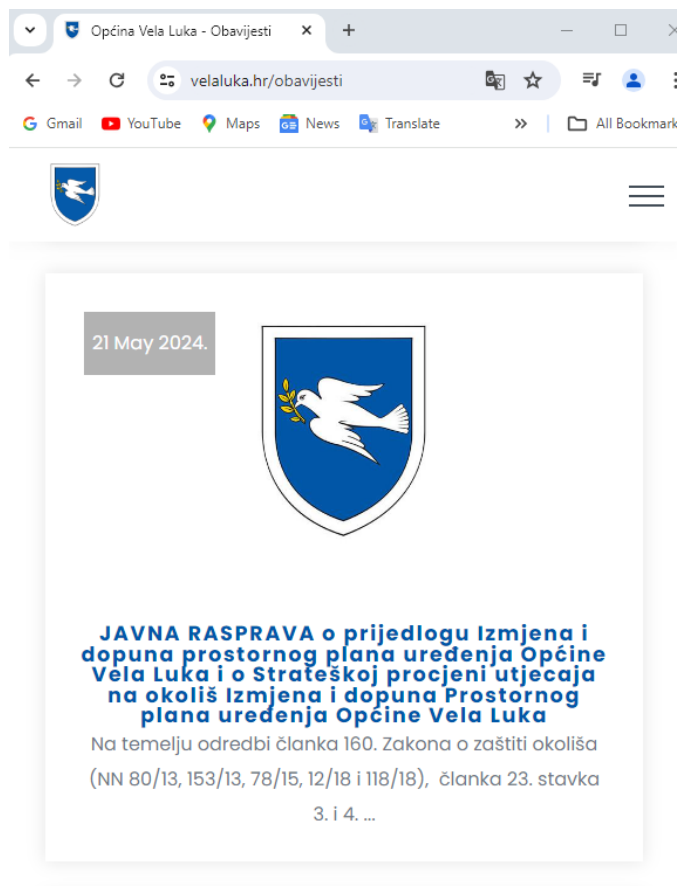 Općina Vela Luka - Obavijesti
velaluka.hr/obavijesti
Gmail YouTube Maps News Translate » All Bookmark
21 May 2024.
JAVNA RASPRAVA o prijedlogu Izmjena i
dopuna prostornog plana uređenja Općine
Vela Luka i o Strateškoj procjeni utjecaja
na okoliš Izmjena i dopuna Prostornog
plana uređenja Općine Vela Luka
Na temelju odredbi članka 160. Zakona o zaštiti okoliša
(NN 80/13, 153/13, 78/15, 12/18 i 118/18), članka 23. stavka
3. i 4. ...